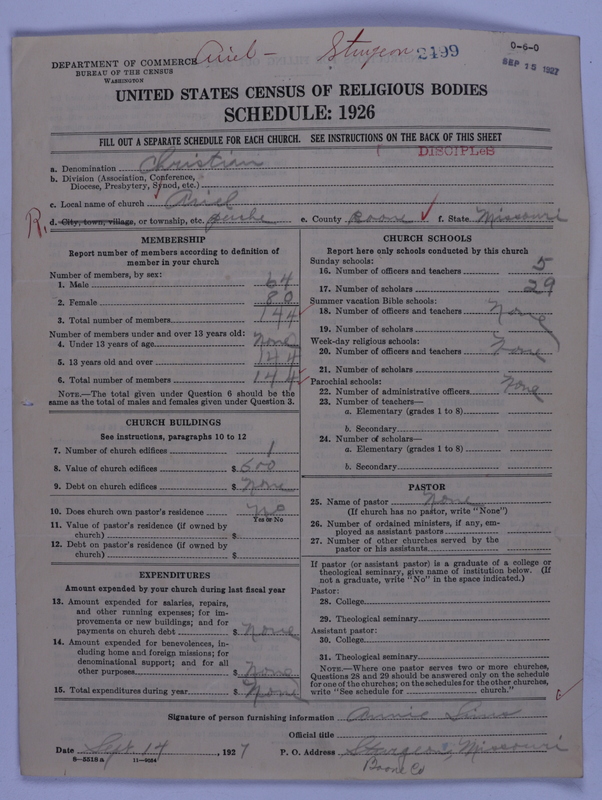 DEPARTMENT OF COMMERCE
BUREAU OF THE CENSUS
WASHINGTON
Ariel - Sturgeon 2499
0-6-0
SEP 15 1927
UNITED STATES CENSUS OF RELIGIOUS BODIES
SCHEDULE: 1926
FILL OUT A SEPARATE SCHEDULE FOR EACH CHURCH. SEE INSTRUCTIONS ON THE BACK OF THIS SHEET
DISCIPLES
a. Denomination Christian
b. Division (Association, Conference, Diocese, Presbytery, Synod, etc.)
c. Local name of church Ariel
R.
d. City, town, village, or township, etc. e. County Boone f. State Missouri
MEMBERSHIP
Report number of members according to definition of
member in your church
Number of members, by sex:
1. Male 64
2. Female 80
3. Total number of members 144
Number of members under and over 13 years old:
4. Under 13 years of age None
5. 13 years old and over 144
6. Total number of members 144
NOTE.—The total given under Question 6 should be
same as the total of males and females given under Question 3.
CHURCH BUILDINGS
See instructions, paragraphs 10 to 12
7. Number of church edifices 1
8. Value of church edifices $ 600
9. Debt on church edifices $ None
10. Does church own pastor's residence No
Yes or No
11. Value of pastor's residence (if owned by
church) $
12. Debt on pastor's residence (if owned by
church) $
EXPENDITURES
Amount expended by your church during last fiscal year
13. Amount expended for salaries, repairs,
and other running expenses; for im-
provements or new buildings; and for
payments on church debt $ None
14. Amount expended for benevolences, in-
cluding home and foreign missions; for
denominational support; and for all
other purposes $ None
15. Total expenditures during year $ None
CHURCH SCHOOLS
Report here only schools conducted by this church
Sunday schools:
16. Number of officers and teachers 5
17. Number of scholars 29
Summer vacation Bible schools:
18. Number of officers and teachers None
19. Number of scholars
Week-day religious schools:
20. Number of officers and teachers None
21. Number of scholars
Parochial schools:
22. Number of administrative officers None
23. Number of teachers—
a. Elementary (grades 1 to 8)
b. Secondary
24. Number of scholars—
a. Elementary (grades 1 to 8)
b. Secondary
PASTOR
25. Name of pastor None
(If church has no pastor, write "None")
26. Number of ordained ministers, if any, em-
ployed as assistant pastors
27. Number of other churches served by the
pastor or his assistants
If pastor (or assistant pastor) is a graduate of a college or
theological seminary, give name of institution below. (If
not a graduate, write "No" in the space indicated.)
Pastor:
28. College
29. Theological seminary
Assistant pastor:
30. College
31. Theological seminary
NOTE.—Where one pastor serves two or more churches,
Questions 28 and 29 should be answered only on the schedule
for one of the churches; on the schedules for the other churches,
write "See schedule for church."
Signature of person furnishing information Annie Sims
Official title
Date Sept 14, 1927 P. O. Address Sturgeon, Missouri
8-5518 a 11-8034 Boone Co